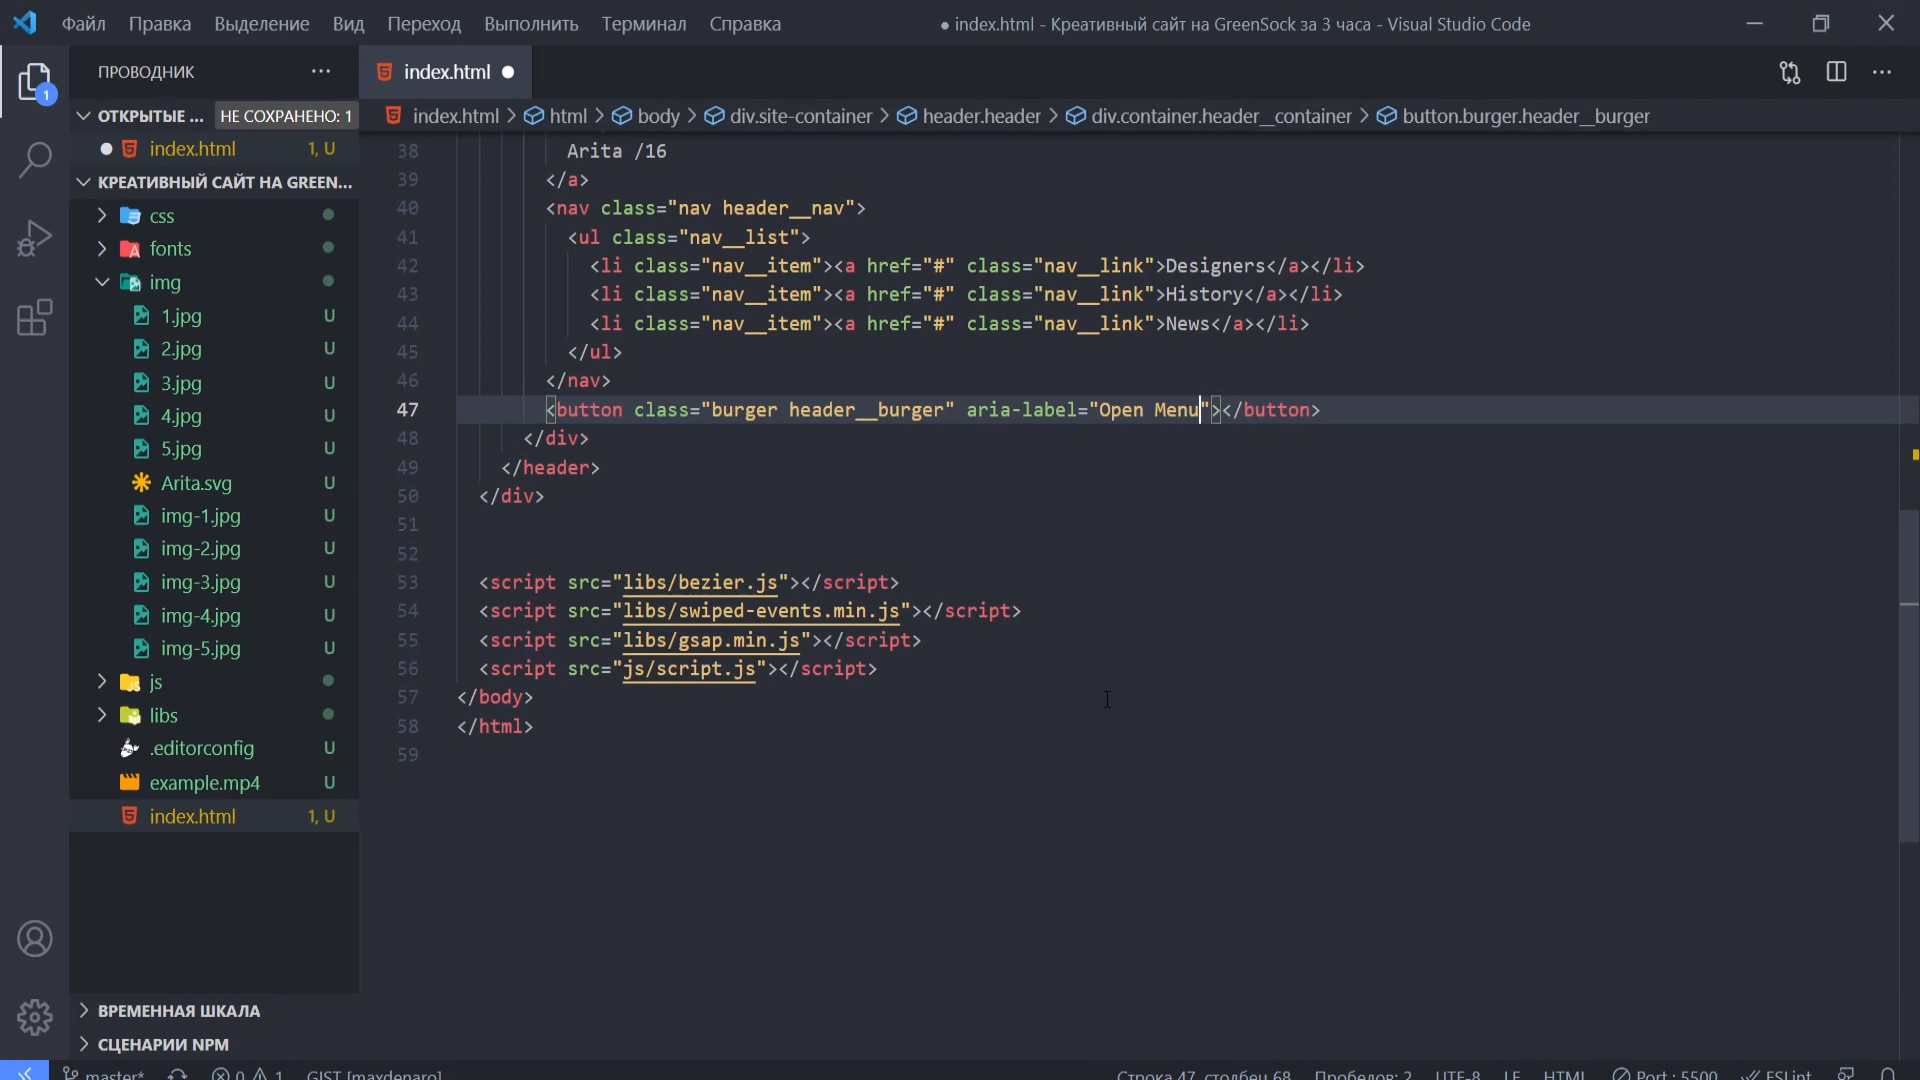 Файл Правка Выделение Вид Переход Выполнить Терминал Справка
● index.html - Креативный сайт на GreenSock за 3 часа - Visual Studio Code
ПРОВОДНИК
1
index.html
index.html > html > body > div.site-container > header.header > div.container.header__container > button.burger.header__burger
ОТКРЫТЫЕ ... НЕ СОХРАНЕНО: 1
index.html 1, U
КРЕАТИВНЫЙ САЙТ НА GREEN...
css
fonts
img
1.jpg U
2.jpg U
3.jpg U
4.jpg U
5.jpg U
Arita.svg U
img-1.jpg U
img-2.jpg U
img-3.jpg U
img-4.jpg U
img-5.jpg U
js
libs
.editorconfig U
example.mp4 U
index.html 1, U
ВРЕМЕННАЯ ШКАЛА
СЦЕНАРИИ NPM
38 Arita /16
39 </a>
40 <nav class="nav header__nav">
41 <ul class="nav__list">
42 <li class="nav__item"><a href="#" class="nav__link">Designers</a></li>
43 <li class="nav__item"><a href="#" class="nav__link">History</a></li>
44 <li class="nav__item"><a href="#" class="nav__link">News</a></li>
45 </ul>
46 </nav>
47 <button class="burger header__burger" aria-label="Open Menu"></button>
48 </div>
49 </header>
50 </div>
51
52
53 <script src="libs/bezier.js"></script>
54 <script src="libs/swiped-events.min.js"></script>
55 <script src="libs/gsap.min.js"></script>
56 <script src="js/script.js"></script>
57 </body>
58 </html>
59
master* 0 1 GIST [maxdenaro] Строка 47, столбец 68 Пробелов: 2 UTF-8 LF HTML Port : 5500 ESLint